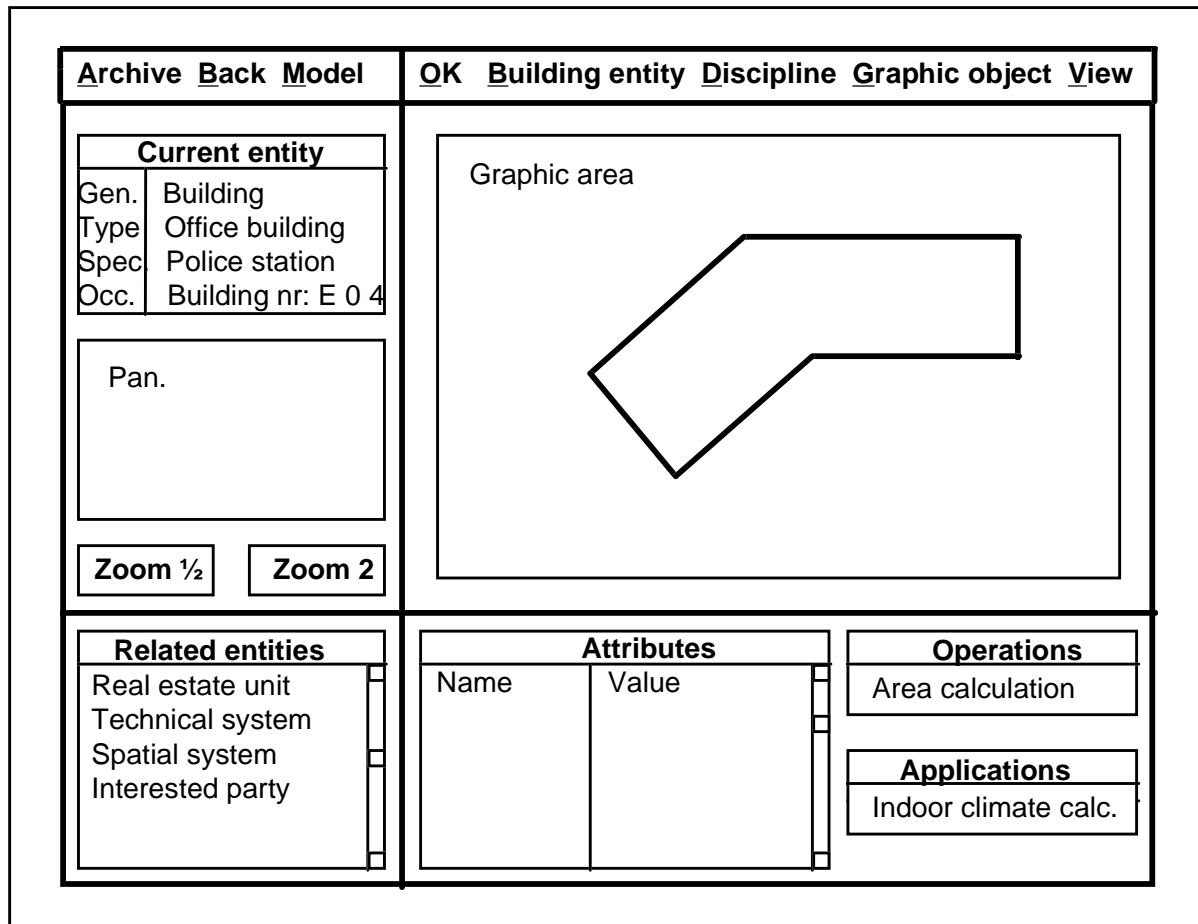 Archive Back Model
OK Building entity Discipline Graphic object View
Current entity
Gen. Building
Type Office building
Spec. Police station
Occ. Building nr: E 0 4
Pan.
Zoom ½ Zoom 2
Graphic area
Related entities
Real estate unit
Technical system
Spatial system
Interested party
Attributes
Name Value
Operations
Area calculation
Applications
Indoor climate calc.